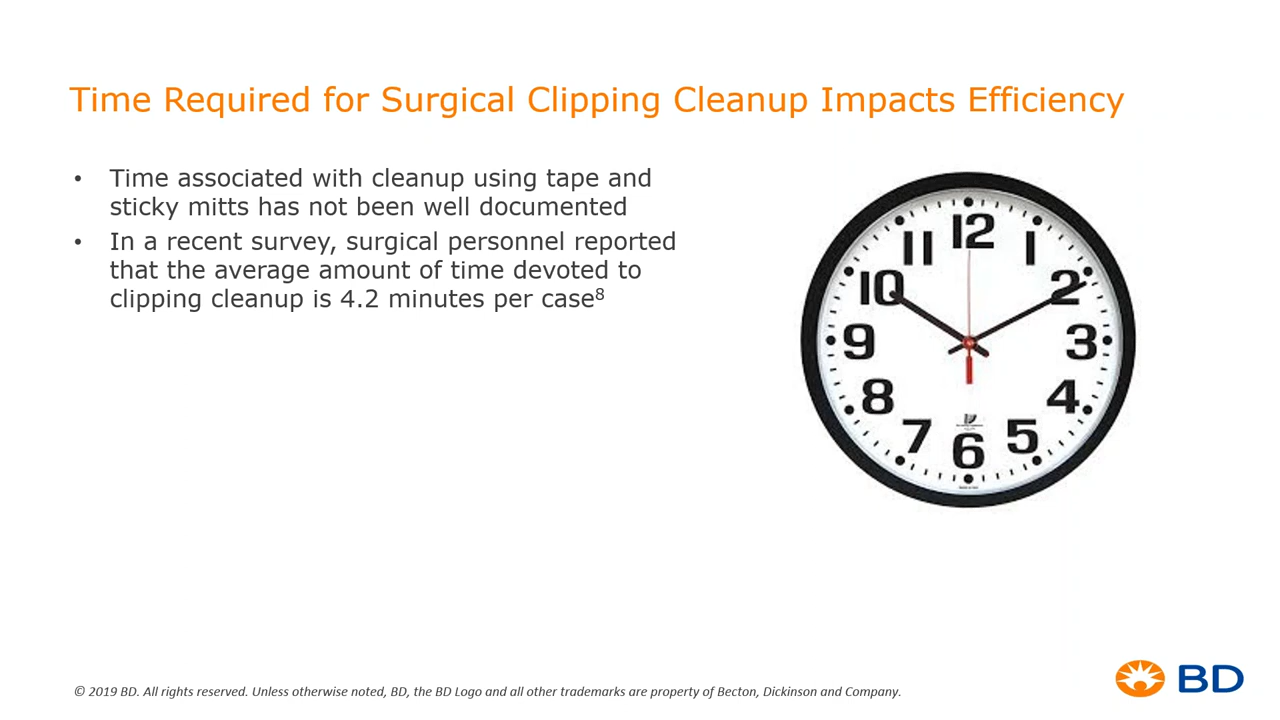 Time Required for Surgical Clipping Cleanup Impacts Efficiency
• Time associated with cleanup using tape and
sticky mitts has not been well documented
• In a recent survey, surgical personnel reported
that the average amount of time devoted to
clipping cleanup is 4.2 minutes per case⁸
12
1
2
3
4
5
6
7
8
9
10
11
© 2019 BD. All rights reserved. Unless otherwise noted, BD, the BD Logo and all other trademarks are property of Becton, Dickinson and Company.
BD